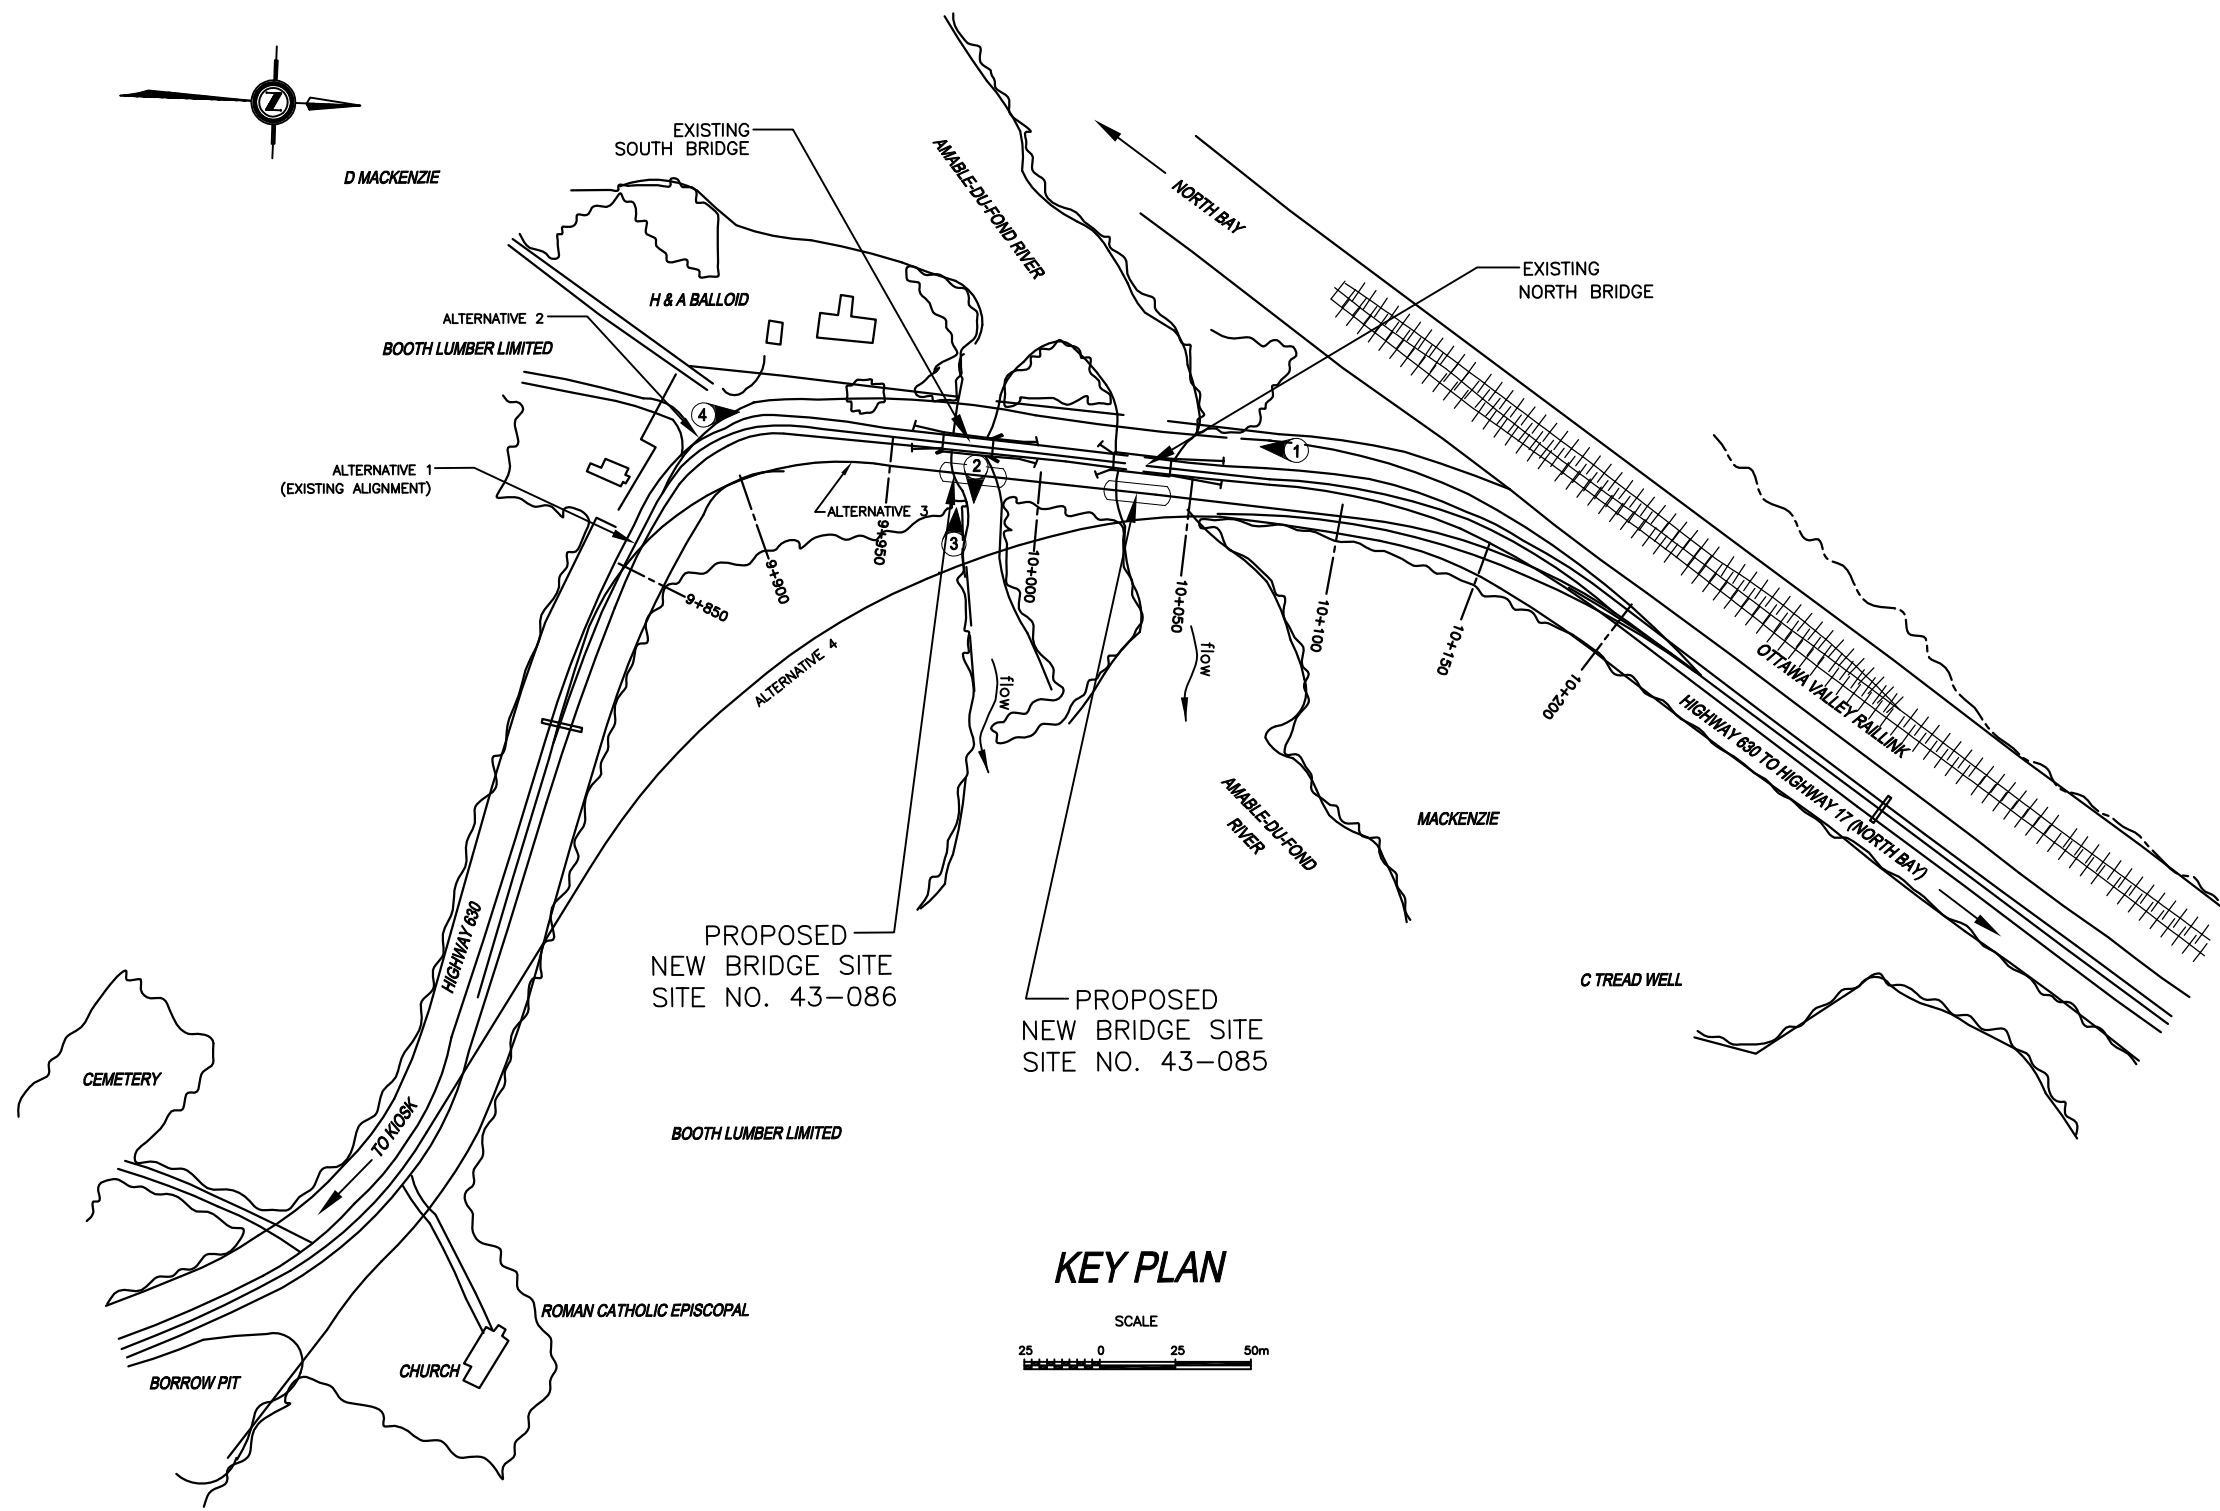 Z
EXISTING
SOUTH BRIDGE
D MACKENZIE
AMABLE-DU-FOND RIVER
NORTH BAY
EXISTING
NORTH BRIDGE
H & A BALLOID
ALTERNATIVE 2
BOOTH LUMBER LIMITED
4
1
2
3
ALTERNATIVE 1
(EXISTING ALIGNMENT)
ALTERNATIVE 3
9+850
9+900
9+950
10+000
10+050
10+100
10+150
10+200
ALTERNATIVE 4
flow
flow
OTTAWA VALLEY RAILLINK
HIGHWAY 630 TO HIGHWAY 17 (NORTH BAY)
AMABLE-DU-FOND
RIVER
MACKENZIE
HIGHWAY 630
PROPOSED
NEW BRIDGE SITE
SITE NO. 43-086
PROPOSED
NEW BRIDGE SITE
SITE NO. 43-085
C TREAD WELL
CEMETERY
TO KIOSK
BOOTH LUMBER LIMITED
KEY PLAN
SCALE
25 0 25 50m
ROMAN CATHOLIC EPISCOPAL
CHURCH
BORROW PIT